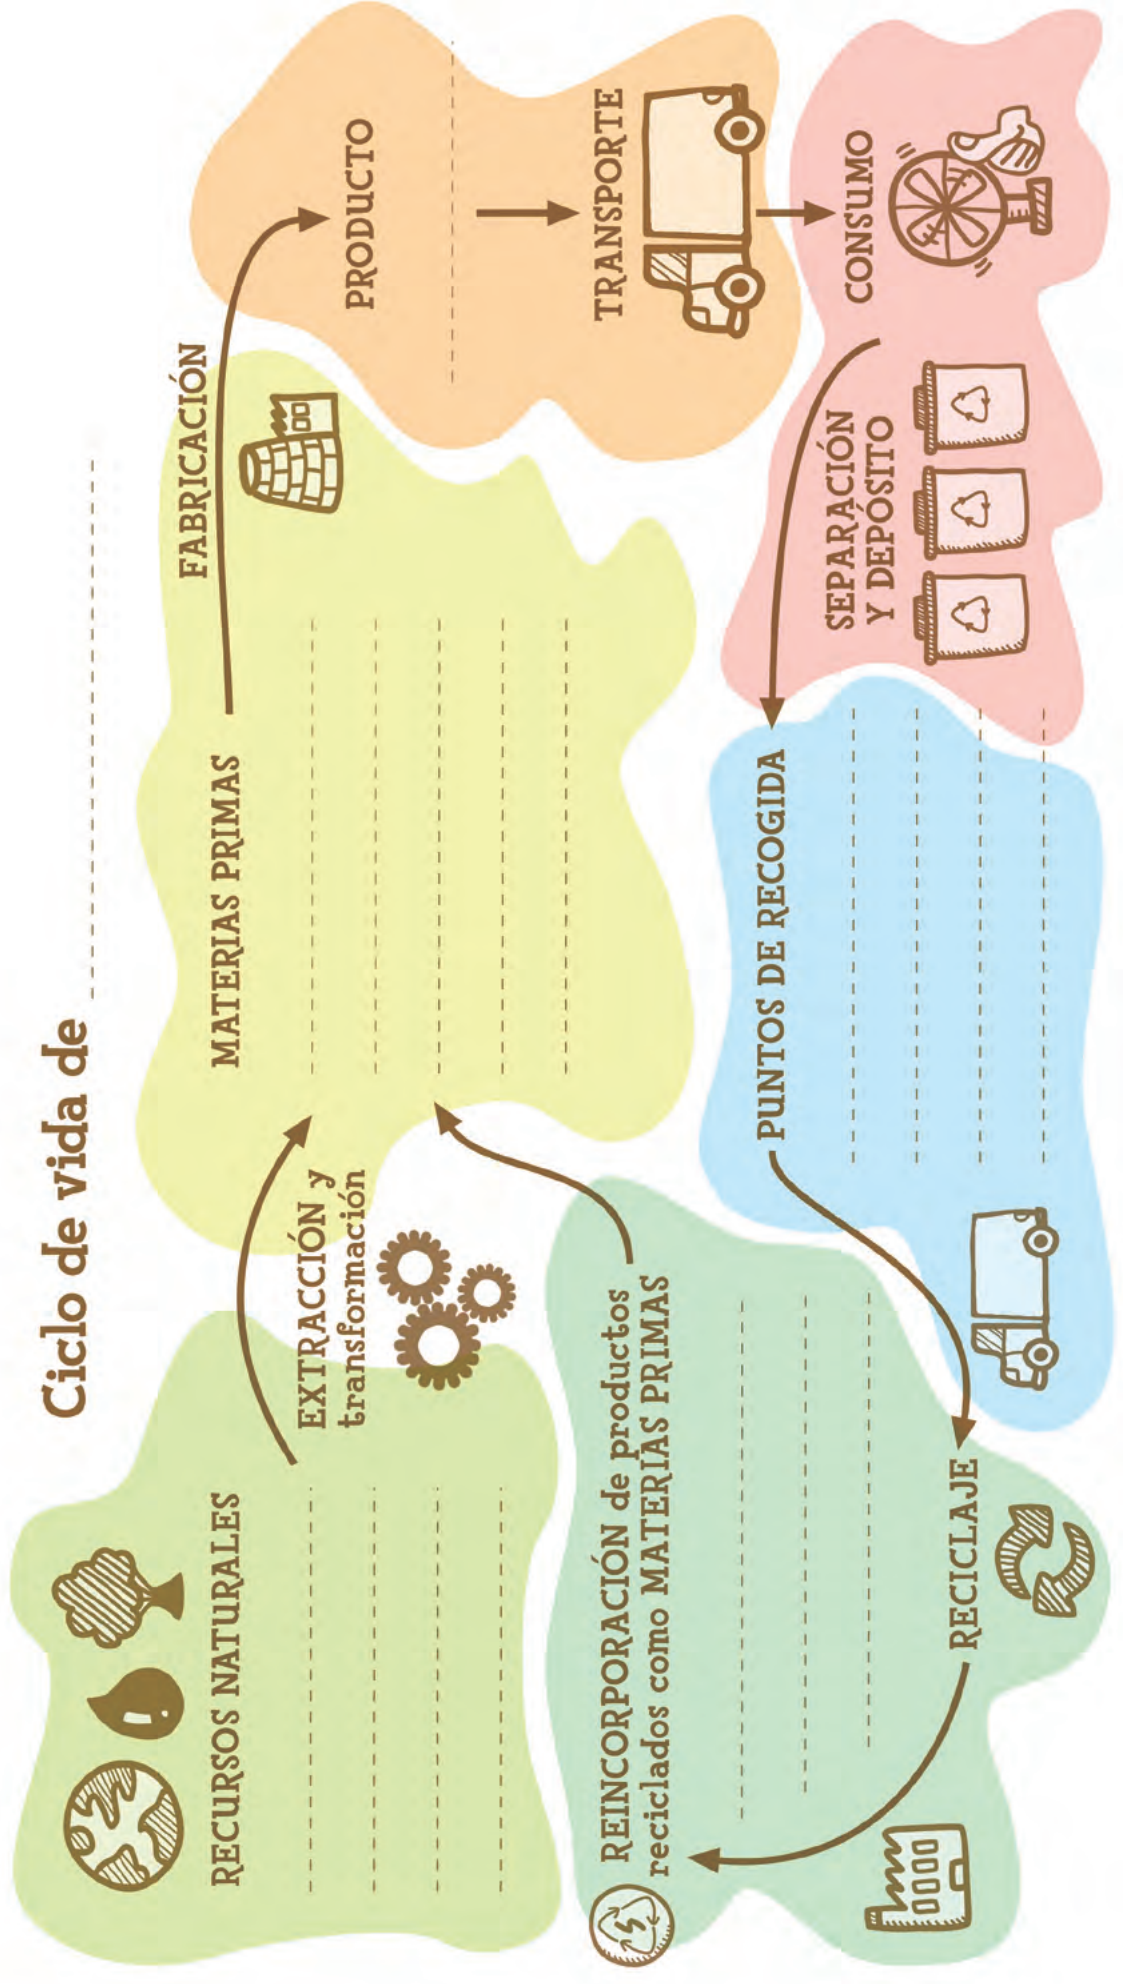 Ciclo de vida de
RECURSOS NATURALES
EXTRACCIÓN y
transformación
MATERIAS PRIMAS
FABRICACIÓN
PRODUCTO
TRANSPORTE
CONSUMO
SEPARACIÓN
Y DEPÓSITO
PUNTOS DE RECOGIDA
RECICLAJE
REINCORPORACIÓN de productos
reciclados como MATERIAS PRIMAS